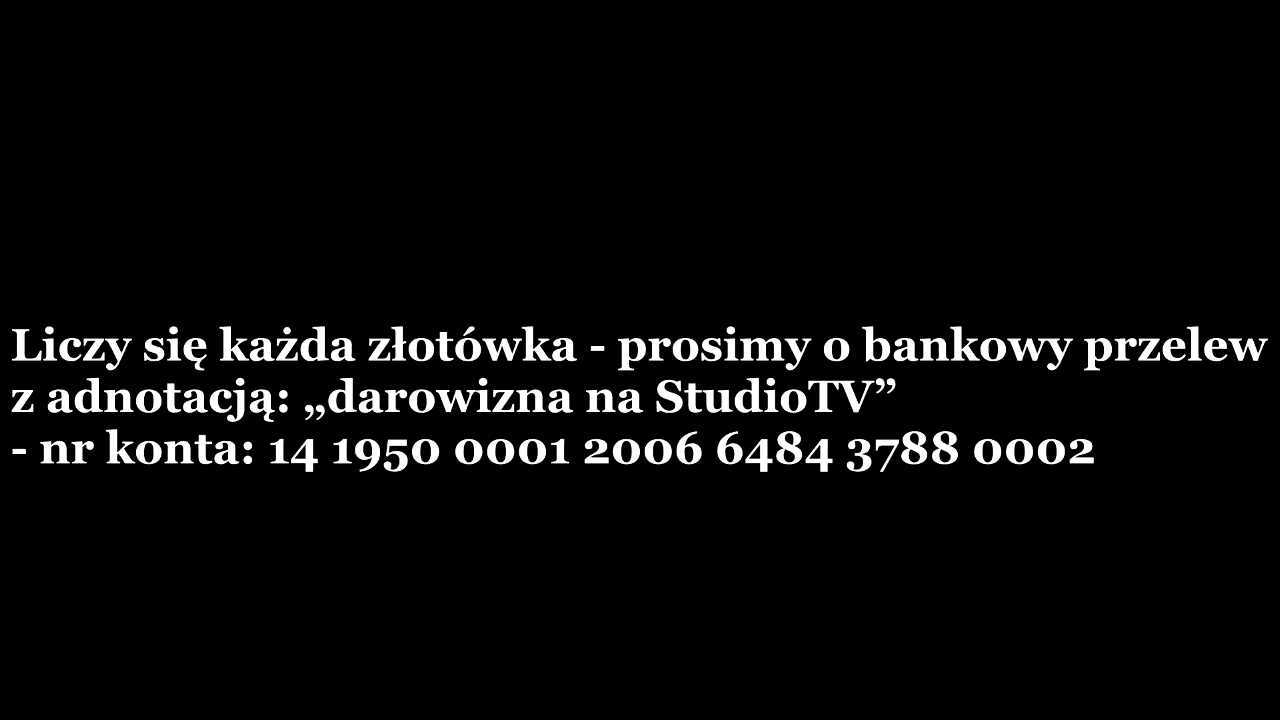 Liczy się każda złotówka - prosimy o bankowy przelew
z adnotacją: „darowizna na StudioTV”
- nr konta: 14 1950 0001 2006 6484 3788 0002